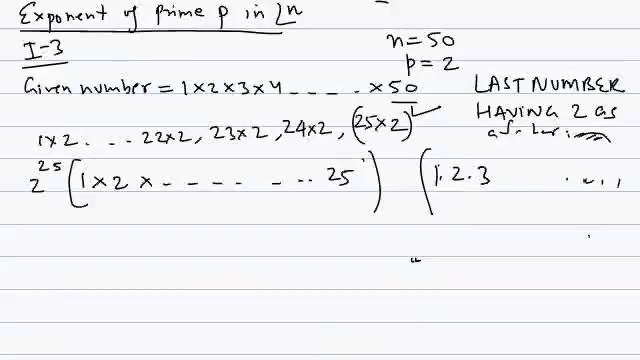 Exponent of prime p in ∟n
I-3
n=50
p=2
Given number = 1×2×3×4 ..... ×50
LAST NUMBER
HAVING 2 AS
1×2 ... 22×2, 23×2, 24×2, (25×2) ✓
2^25 (1×2× ....... 25) (1.2.3 ....